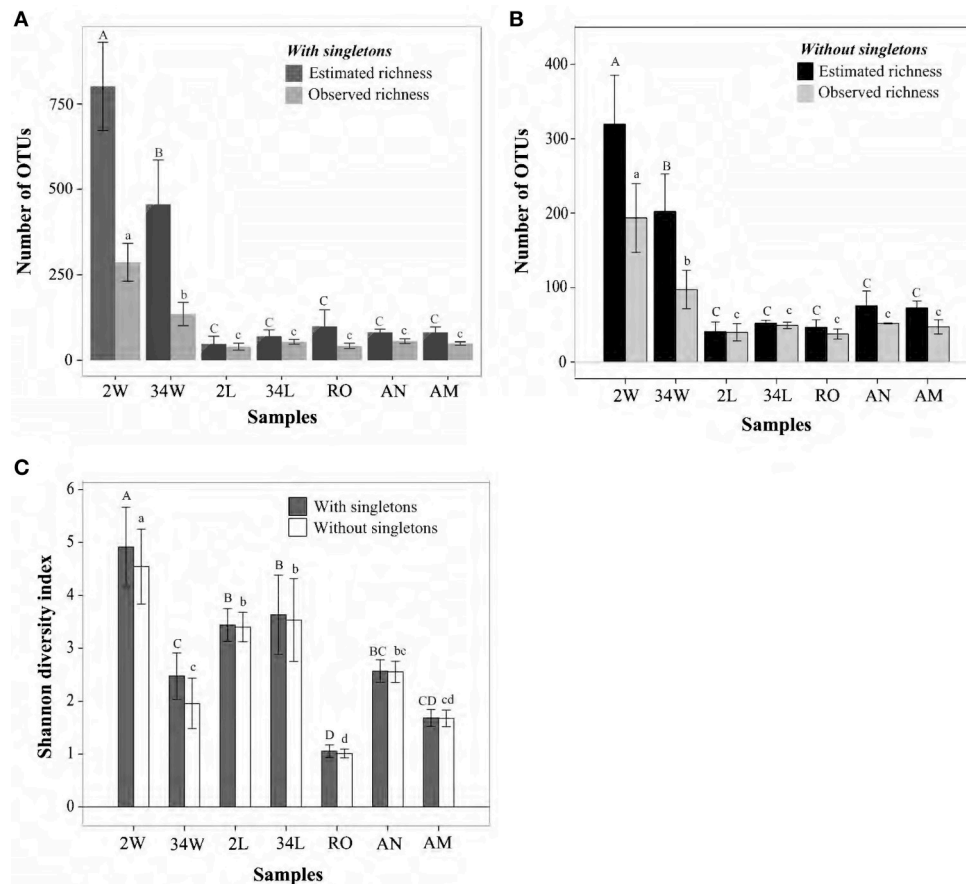 A
With singletons
Estimated richness
Observed richness
Number of OTUs
750
500
250
0
A
a
B
b
C
c
C
c
C
c
C
c
C
c
2W 34W 2L 34L RO AN AM
Samples
B
Without singletons
Estimated richness
Observed richness
Number of OTUs
400
300
200
100
0
A
a
B
b
C
c
C
c
C
c
C
c
C
c
2W 34W 2L 34L RO AN AM
Samples
C
With singletons
Without singletons
Shannon diversity index
6
5
4
3
2
1
0
A
a
C
c
B
b
B
b
D
d
BC
bc
CD
cd
2W 34W 2L 34L RO AN AM
Samples